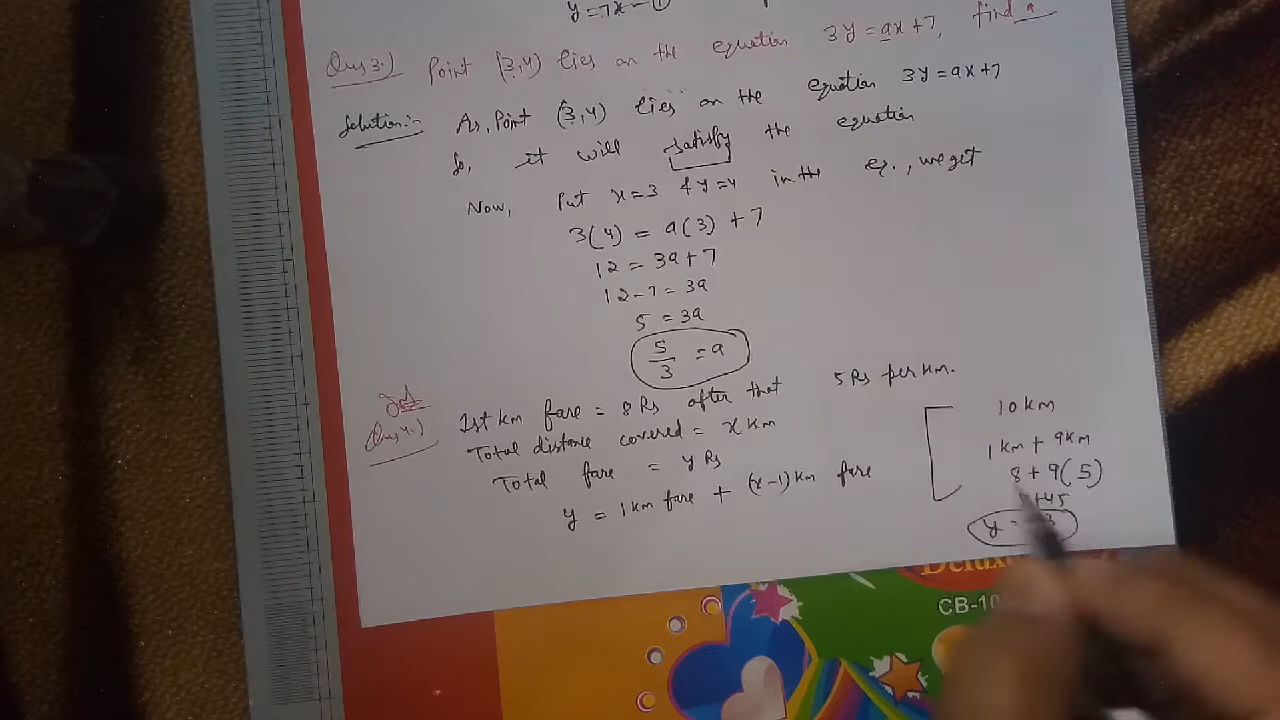 y = 7x - ①
Ques 3.) Point (3,4) lies on the equation 3y = ax + 7, find a
Solution:- As, Point (3,4) lies on the equation 3y = ax + 7
So, it will satisfy the equation
Now, Put x = 3 & y = 4 in the eq., we get
3(4) = a(3) + 7
12 = 3a + 7
12 - 7 = 3a
5 = 3a
5/3 = a
Ques 4.) 1st km fare = 8 Rs after that 5 Rs per km.
Total distance covered = x km
Total fare = y Rs
y = 1 km fare + (x-1) km fare
10 km
1 km + 9 km
8 + 9(5)
+45
y =
Deluxe
CB-10